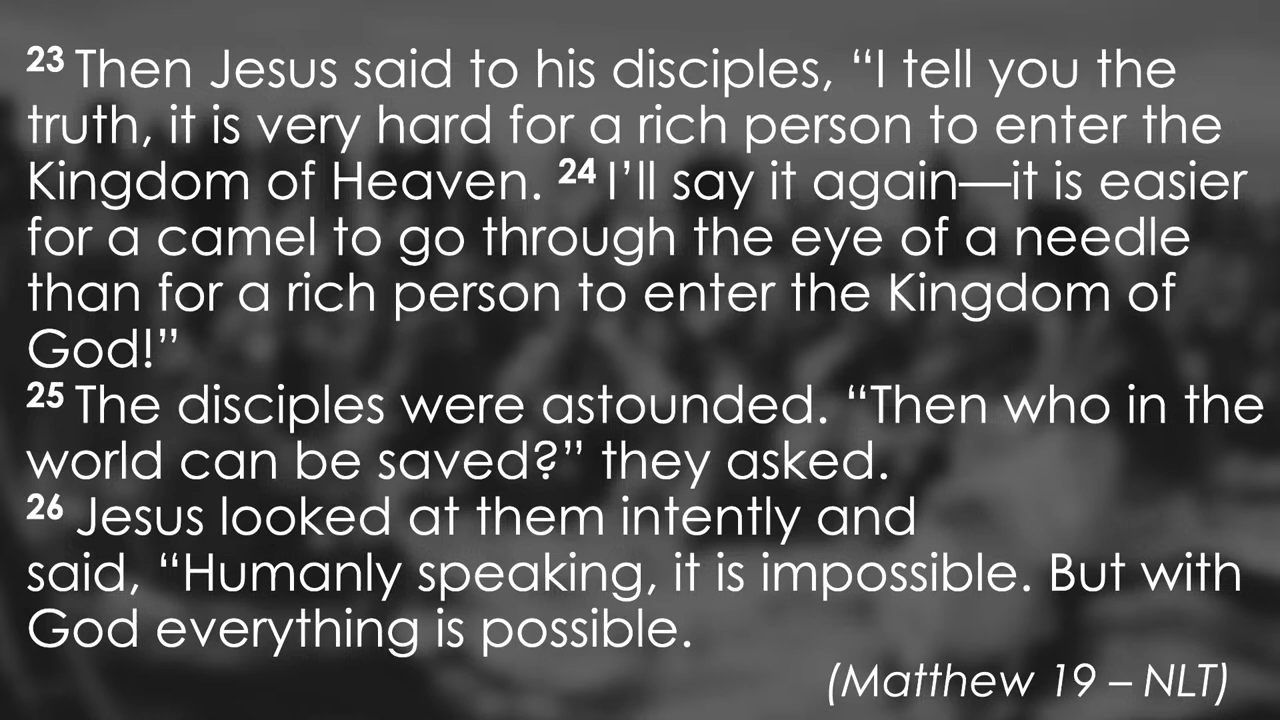 23 Then Jesus said to his disciples, “I tell you the
truth, it is very hard for a rich person to enter the
Kingdom of Heaven. 24 I’ll say it again—it is easier
for a camel to go through the eye of a needle
than for a rich person to enter the Kingdom of
God!”
25 The disciples were astounded. “Then who in the
world can be saved?” they asked.
26 Jesus looked at them intently and
said, “Humanly speaking, it is impossible. But with
God everything is possible.
(Matthew 19 – NLT)